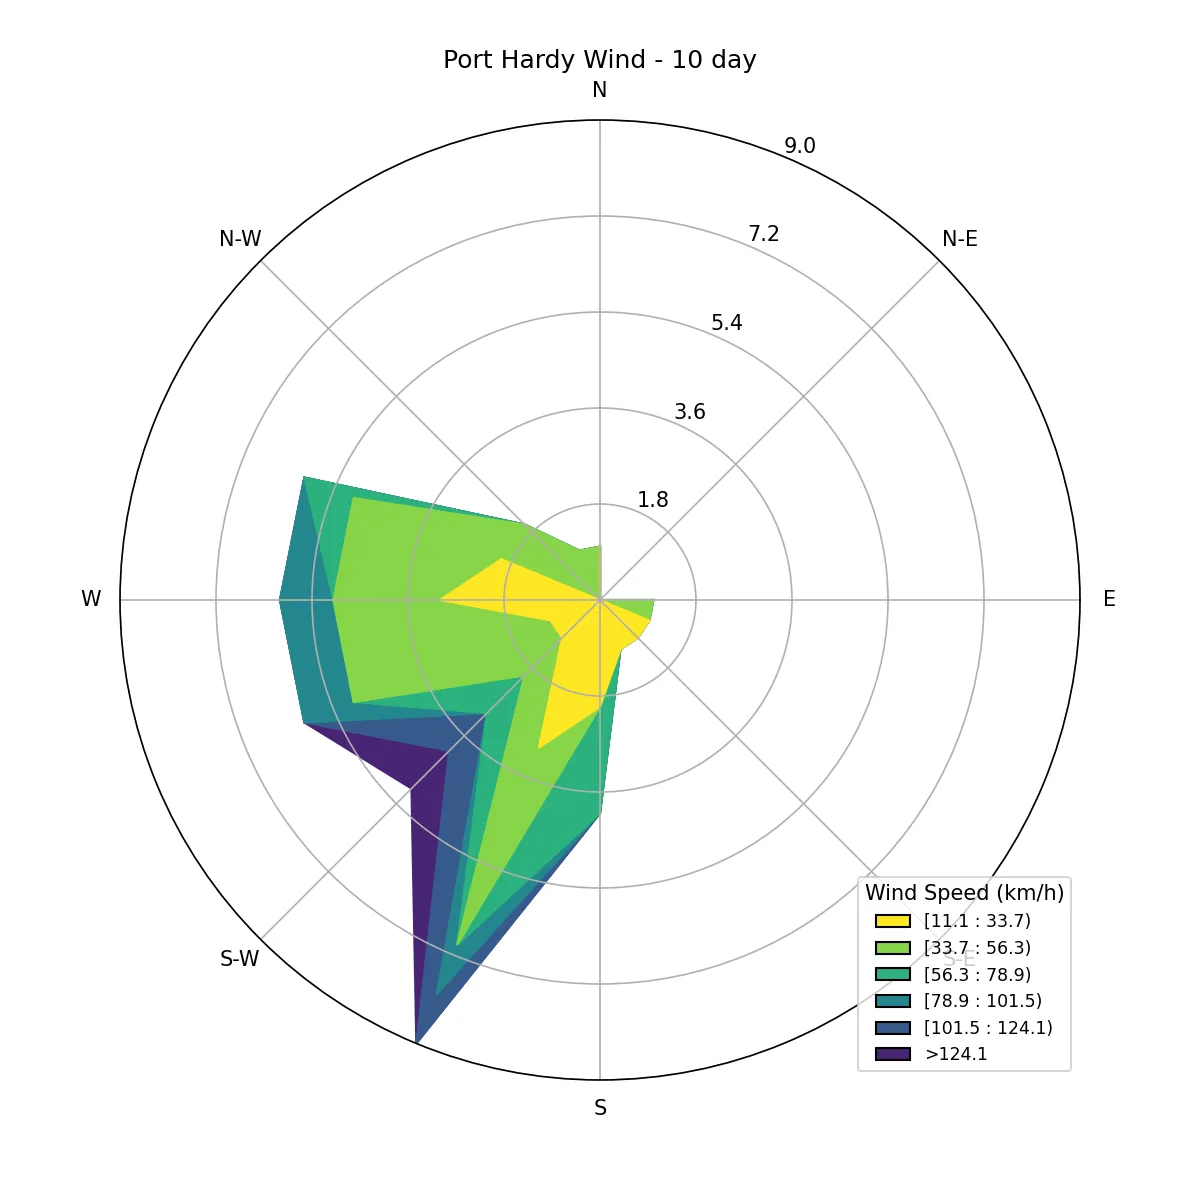 Port Hardy Wind - 10 day
N
9.0
N-W
N-E
7.2
5.4
3.6
1.8
W
E
Wind Speed (km/h)
[11.1 : 33.7)
[33.7 : 56.3)
S-W
S-E
[56.3 : 78.9)
[78.9 : 101.5)
[101.5 : 124.1)
>124.1
S